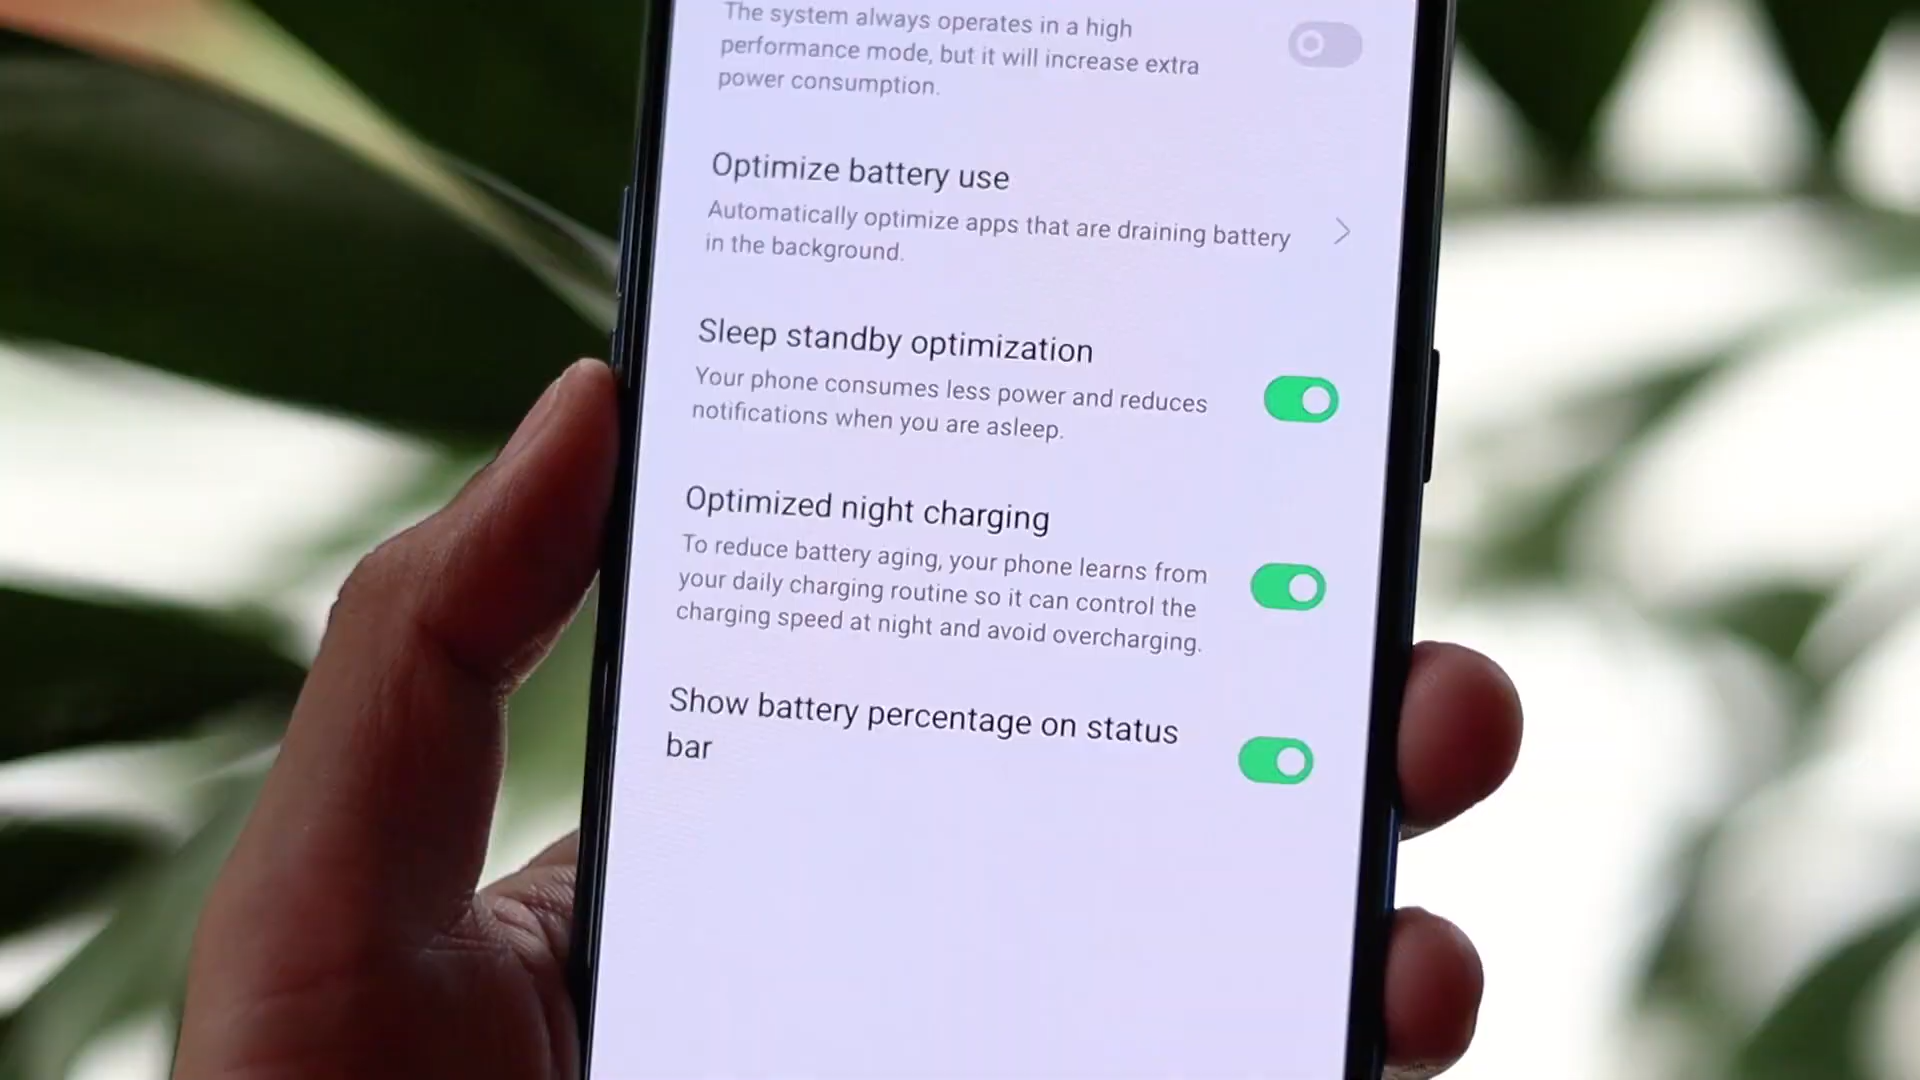 The system always operates in a high
performance mode, but it will increase extra
power consumption.
Optimize battery use
Automatically optimize apps that are draining battery
in the background.
Sleep standby optimization
Your phone consumes less power and reduces
notifications when you are asleep.
Optimized night charging
To reduce battery aging, your phone learns from
your daily charging routine so it can control the
charging speed at night and avoid overcharging.
Show battery percentage on status
bar